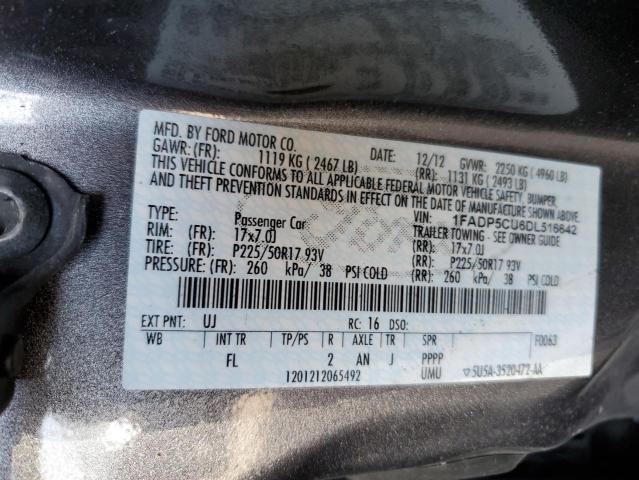 MFD. BY FORD MOTOR CO.
DATE: 12/12 GVWR: 2250 KG ( 4960 LB)
GAWR: (FR): 1119 KG ( 2467 LB) (RR): 1131 KG ( 2493 LB)
THIS VEHICLE CONFORMS TO ALL APPLICABLE FEDERAL MOTOR VEHICLE SAFETY, BUMPER,
AND THEFT PREVENTION STANDARDS IN EFFECT ON THE DATE OF MANUFACTURE SHOWN ABOVE.
VIN: 1FADP5CU6DL516642
TYPE: Passenger Car TRAILER TOWING - SEE OWNER GUIDE
RIM: (FR): 17x7.0J (RR): 17x7.0J
TIRE: (FR): P225/50R17 93V (RR): P225/50R17 93V
PRESSURE: (FR): 260 kPa/ 38 PSI COLD (RR): 260 kPa/ 38 PSI COLD
EXT PNT: UJ RC: 16 DSO: F0063
WB INT TR TP/PS R AXLE TR SPR
FL 2 AN J PPPP
UMU
1201212065492 5U5A-3520472-AA